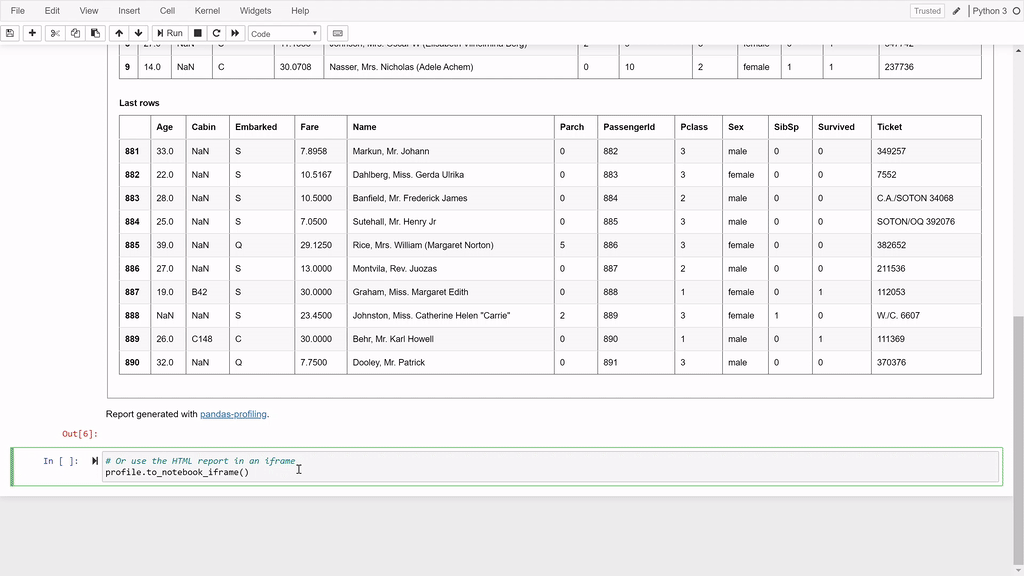 File Edit View Insert Cell Kernel Widgets Help Trusted Python 3
Run Code
9 14.0 NaN C 30.0708 Nasser, Mrs. Nicholas (Adele Achem) 0 10 2 female 1 1 237736
Last rows
Age Cabin Embarked Fare Name Parch PassengerId Pclass Sex SibSp Survived Ticket
881 33.0 NaN S 7.8958 Markun, Mr. Johann 0 882 3 male 0 0 349257
882 22.0 NaN S 10.5167 Dahlberg, Miss. Gerda Ulrika 0 883 3 female 0 0 7552
883 28.0 NaN S 10.5000 Banfield, Mr. Frederick James 0 884 2 male 0 0 C.A./SOTON 34068
884 25.0 NaN S 7.0500 Sutehall, Mr. Henry Jr 0 885 3 male 0 0 SOTON/OQ 392076
885 39.0 NaN Q 29.1250 Rice, Mrs. William (Margaret Norton) 5 886 3 female 0 0 382652
886 27.0 NaN S 13.0000 Montvila, Rev. Juozas 0 887 2 male 0 0 211536
887 19.0 B42 S 30.0000 Graham, Miss. Margaret Edith 0 888 1 female 0 1 112053
888 NaN NaN S 23.4500 Johnston, Miss. Catherine Helen "Carrie" 2 889 3 female 1 0 W./C. 6607
889 26.0 C148 C 30.0000 Behr, Mr. Karl Howell 0 890 1 male 0 1 111369
890 32.0 NaN Q 7.7500 Dooley, Mr. Patrick 0 891 3 male 0 0 370376
Report generated with pandas-profiling.
Out[6]:
In [ ]: # Or use the HTML report in an iframe
profile.to_notebook_iframe()